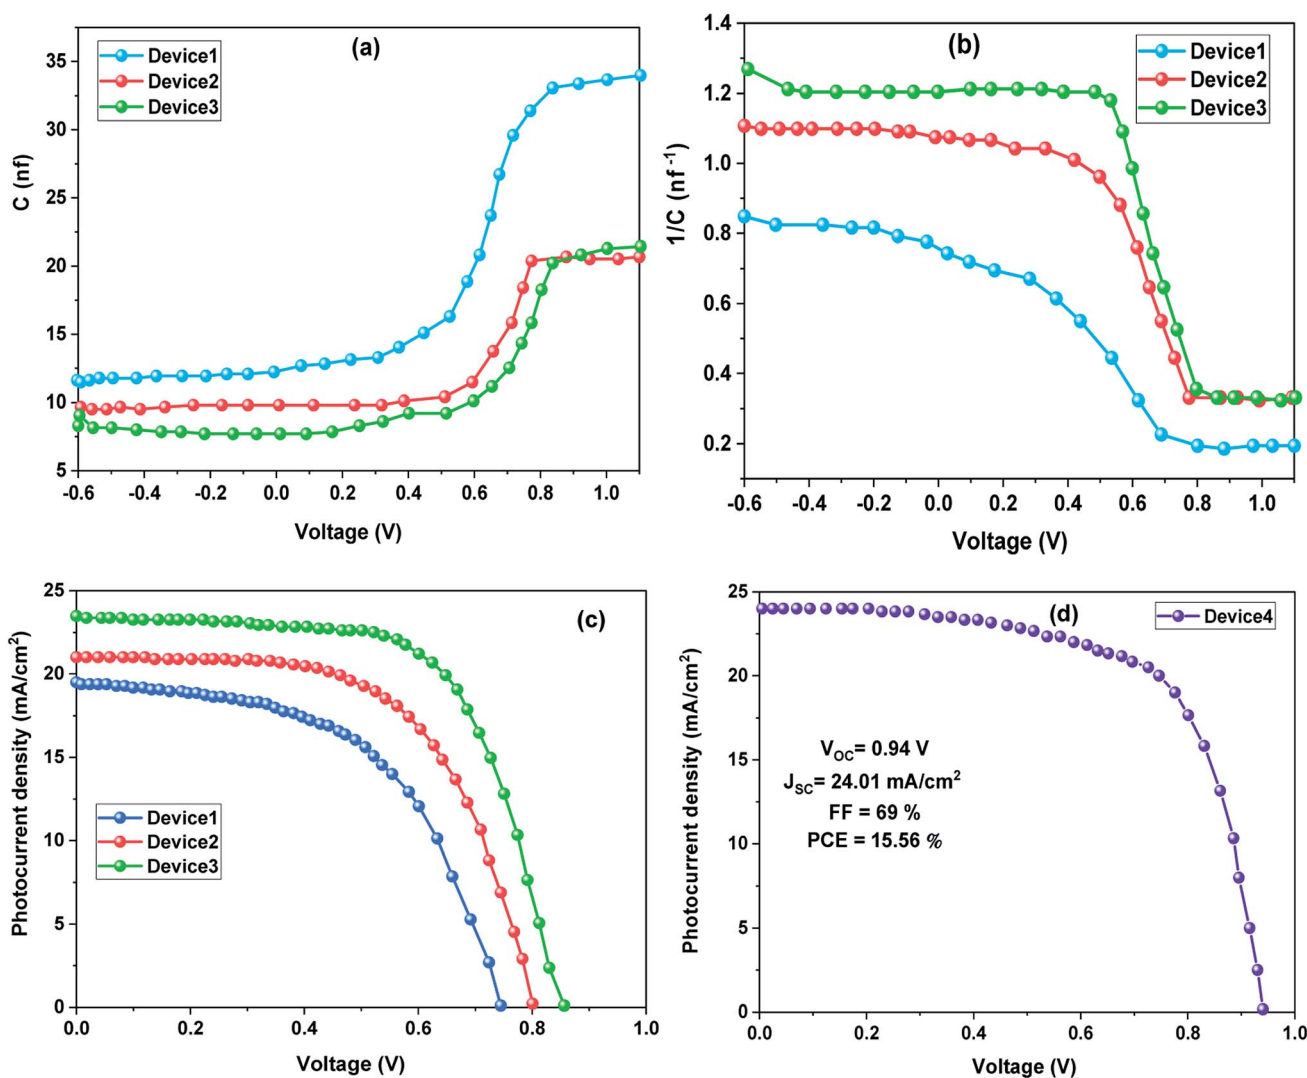 (a)
Device1
Device2
Device3
35
30
25
20
15
10
5
C (nf)
-0.6 -0.4 -0.2 0.0 0.2 0.4 0.6 0.8 1.0
Voltage (V)
(b)
Device1
Device2
Device3
1.4
1.2
1.0
0.8
0.6
0.4
0.2
1/C (nf⁻¹)
-0.6 -0.4 -0.2 0.0 0.2 0.4 0.6 0.8 1.0
Voltage (V)
(c)
25
20
15
10
5
0
Photocurrent density (mA/cm²)
Device1
Device2
Device3
0.0 0.2 0.4 0.6 0.8 1.0
Voltage (V)
(d)
Device4
25
20
15
10
5
0
Photocurrent density (mA/cm²)
V_OC= 0.94 V
J_SC= 24.01 mA/cm²
FF = 69 %
PCE = 15.56 %
0.0 0.2 0.4 0.6 0.8 1.0
Voltage (V)